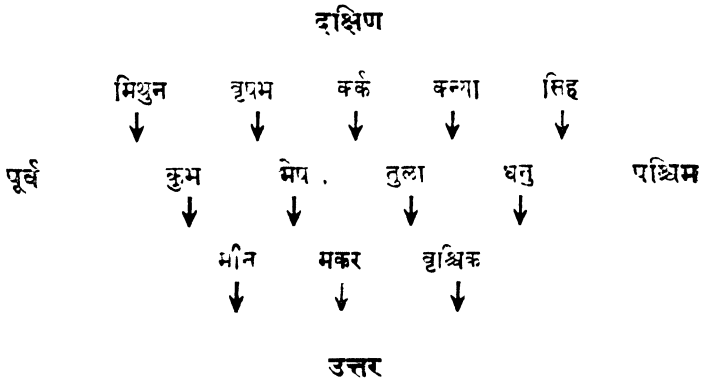 दक्षिण
मिथुन वृषभ कर्क कन्या सिंह
पूर्व कुंभ मेष . तुला धनु पश्चिम
मीन मकर वृश्चिक
उत्तर